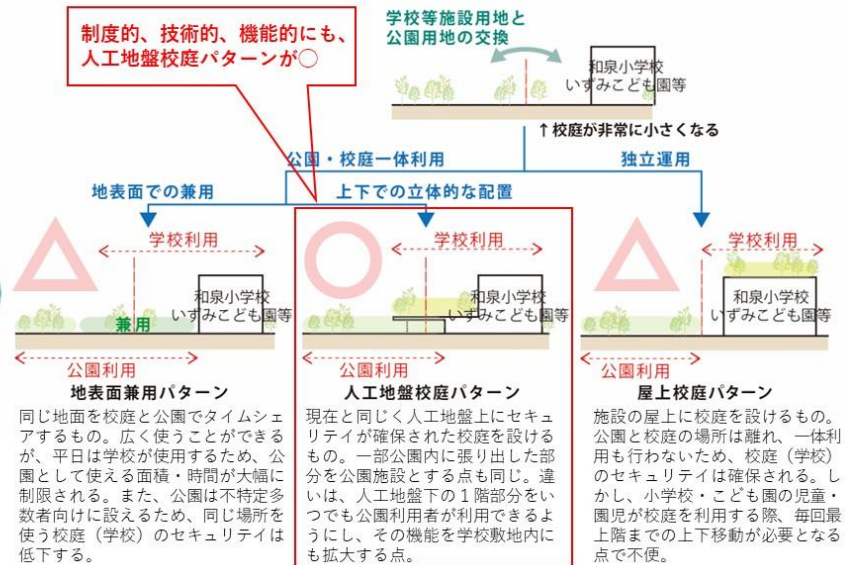 制度的、技術的、機能的にも、
人工地盤校庭パターンが○
学校等施設用地と
公園用地の交換
和泉小学校
いずみこども園等
↑校庭が非常に小さくなる
公園・校庭一体利用
独立運用
地表面での兼用
上下での立体的な配置
学校利用
和泉小学校
いずみこども園等
兼用
公園利用
地表面兼用パターン
同じ地面を校庭と公園でタイムシェ
アするもの。広く使うことができる
が、平日は学校が使用するため、公
園として使える面積・時間が大幅に
制限される。また、公園は不特定多
数者向けに設えるため、同じ場所を
使う校庭（学校）のセキュリティは
低下する。
学校利用
和泉小学校
いずみこども園等
公園利用
人工地盤校庭パターン
現在と同じく人工地盤上にセキュ
リティが確保された校庭を設ける
もの。一部公園内に張り出した部
分を公園施設とする点も同じ。違
いは、人工地盤下の１階部分をい
つでも公園利用者が利用できるよ
うにし、その機能を学校敷地内に
も拡大する点。
学校利用
和泉小学校
いずみこども園等
公園利用
屋上校庭パターン
施設の屋上に校庭を設けるもの。
公園と校庭の場所は離れ、一体利
用も行わないため、校庭（学校）
のセキュリティは確保される。し
かし、小学校・こども園の児童・
園児が校庭を利用する際、毎回最
上階までの上下移動が必要となる
点で不便。